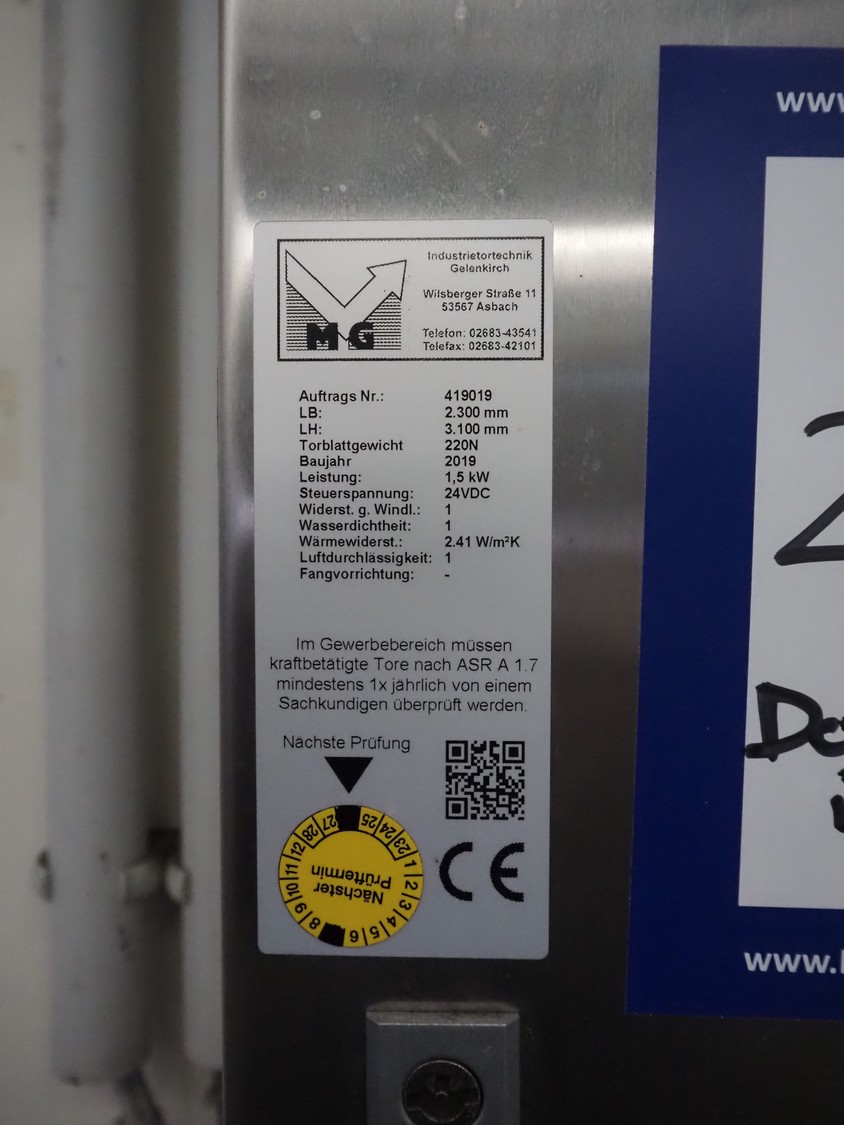 www
Industrietortechnik
Gelenkirch
Wilsberger Straße 11
53567 Asbach
Telefon: 02683-43541
Telefax: 02683-42101
MG
Auftrags Nr.: 419019
LB: 2.300 mm
LH: 3.100 mm
Torblattgewicht 220N
Baujahr 2019
Leistung: 1,5 kW
Steuerspannung: 24VDC
Widerst. g. Windl.: 1
Wasserdichtheit: 1
Wärmewiderst.: 2.41 W/m²K
Luftdurchlässigkeit: 1
Fangvorrichtung: -
Im Gewerbebereich müssen
kraftbetätigte Tore nach ASR A 1.7
mindestens 1x jährlich von einem
Sachkundigen überprüft werden.
Nächste Prüfung
23 24 25 27 28
1 2 3 4 5 6 8 9 10 11 12
Nächster
Prüftermin
CE
2
www.